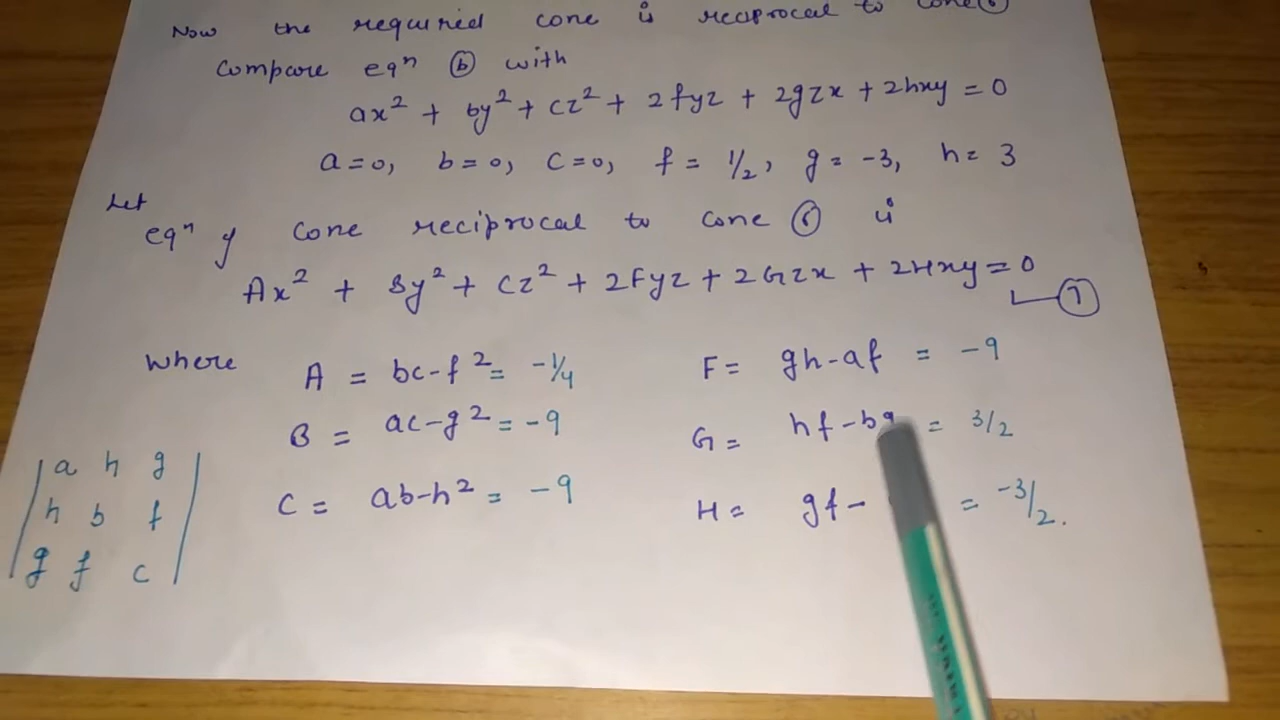 Now the required cone is reciprocal to cone ⑥
Compare eqⁿ ⑥ with
ax² + by² + cz² + 2fyz + 2gzx + 2hxy = 0
a=0, b=0, c=0, f = 1/2, g = -3, h = 3
Let
eqⁿ of cone reciprocal to cone ⑥ is
Ax² + By² + Cz² + 2Fyz + 2Gzx + 2Hxy = 0
⑦
Where A = bc-f² = -1/4 F = gh-af = -9
B = ac-g² = -9 G = hf-bg = 3/2
C = ab-h² = -9 H = gf- = -3/2.
| a h g |
| h b f |
| g f c |